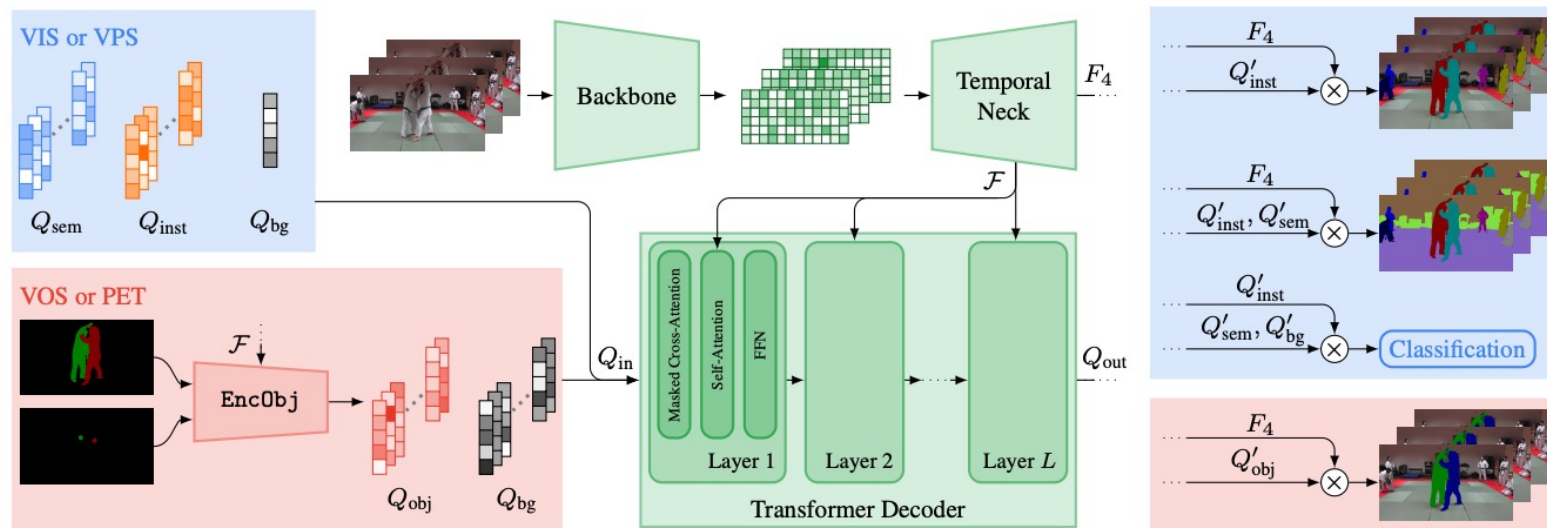 VIS or VPS
Q_sem
Q_inst
Q_bg
Backbone
Temporal
Neck
F_4
ℱ
VOS or PET
ℱ
EncObj
Q_obj
Q_bg
Q_in
Masked Cross-Attention
Self-Attention
FFN
Layer 1
Layer 2
Layer L
Transformer Decoder
Q_out
F_4
Q'_inst
F_4
Q'_inst, Q'_sem
Q'_inst
Q'_sem, Q'_bg
Classification
F_4
Q'_obj